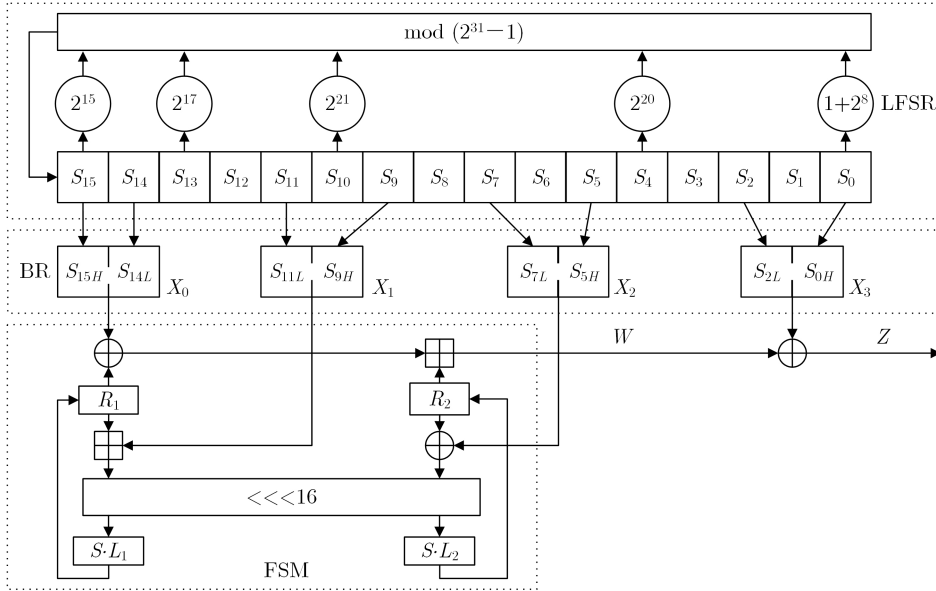 mod (2³¹−1)
2¹⁵ 2¹⁷ 2²¹ 2²⁰ 1+2⁸ LFSR
S₁₅ S₁₄ S₁₃ S₁₂ S₁₁ S₁₀ S₉ S₈ S₇ S₆ S₅ S₄ S₃ S₂ S₁ S₀
BR S₁₅H S₁₄L X₀ S₁₁L S₉H X₁ S₇L S₅H X₂ S₂L S₀H X₃
W Z
R₁ R₂
<<<16
S·L₁ S·L₂
FSM